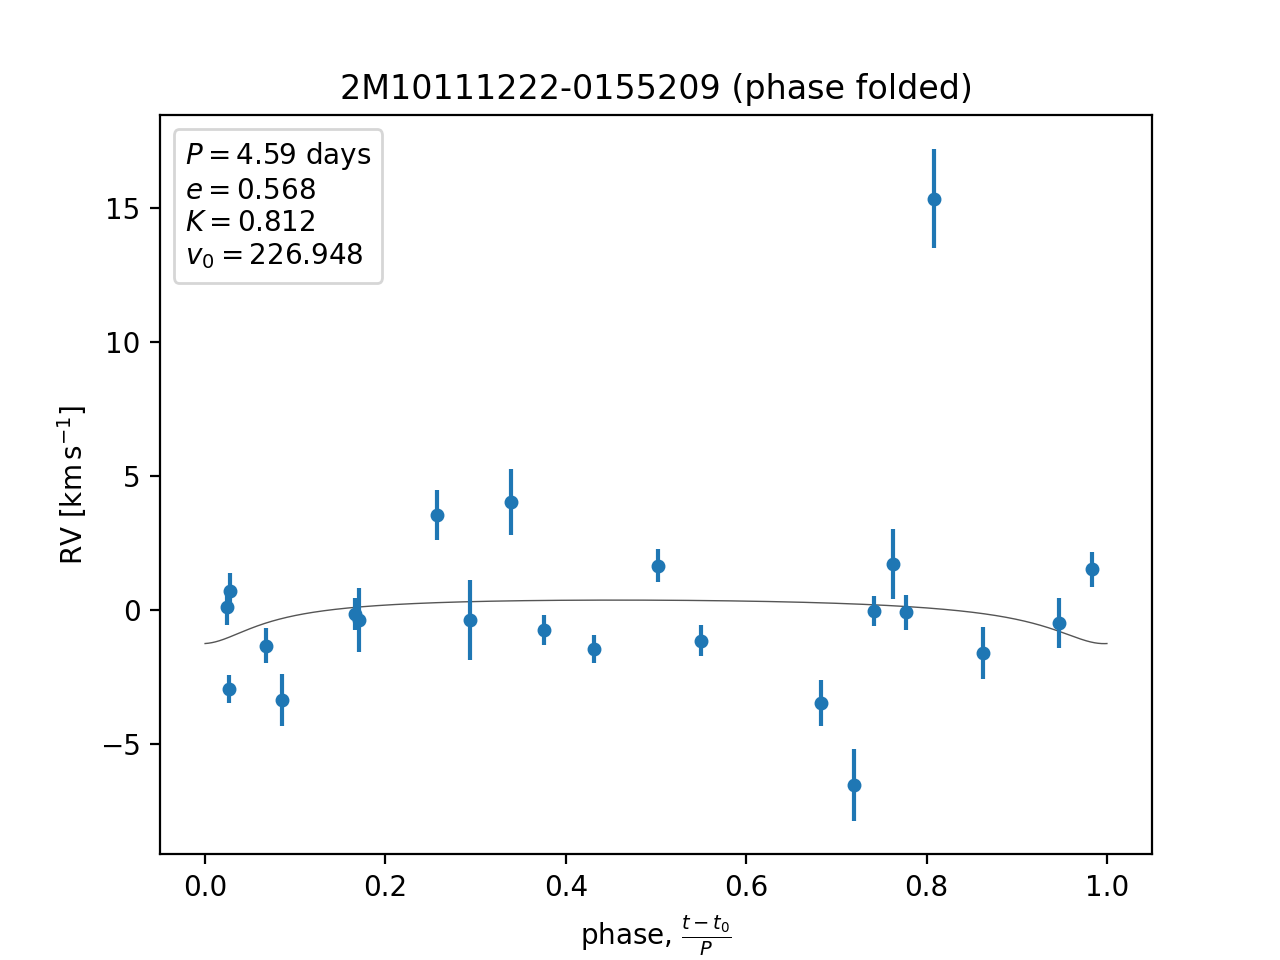 2M10111222-0155209 (phase folded)
P = 4.59 days
e = 0.568
K = 0.812
v₀ = 226.948
15
10
5
0
−5
RV [km s⁻¹]
0.0 0.2 0.4 0.6 0.8 1.0
phase, (t − t₀)/P